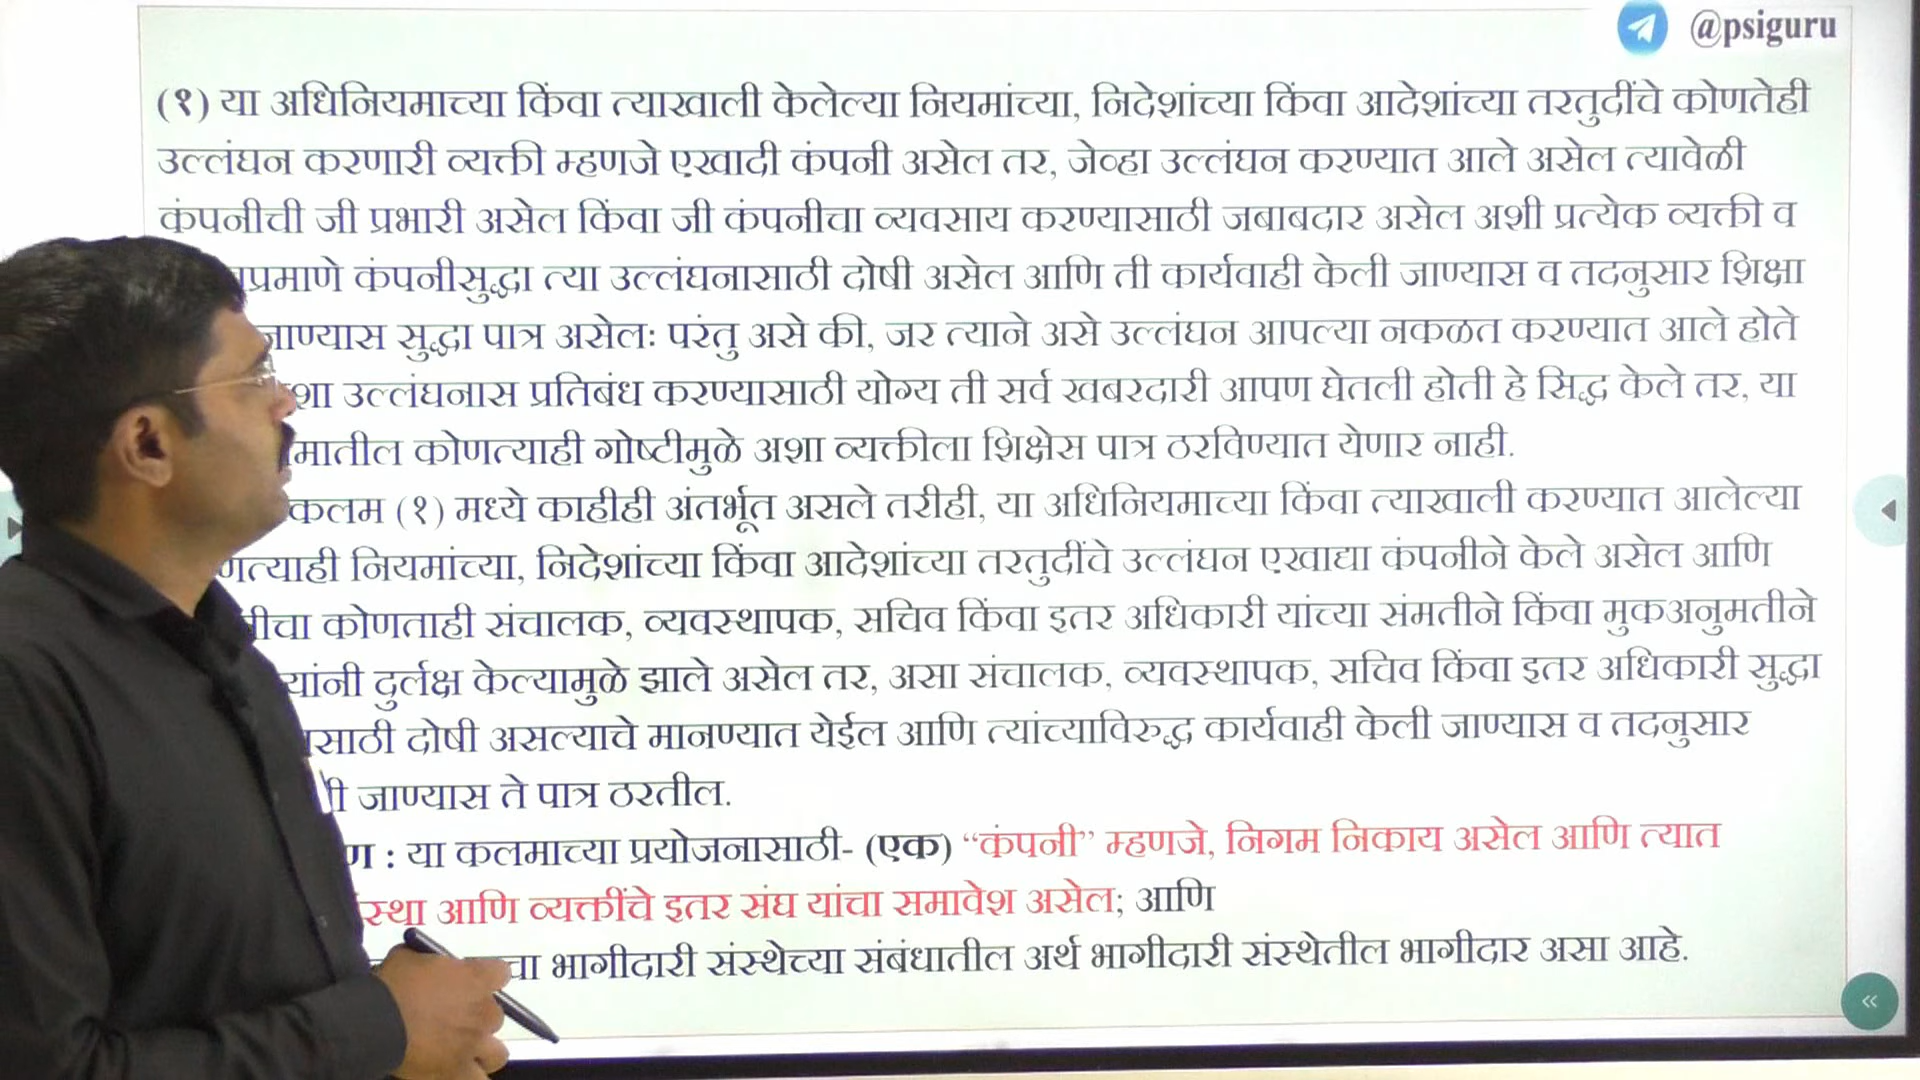 @psiguru
(१) या अधिनियमाच्या किंवा त्याखाली केलेल्या नियमांच्या, निदेशांच्या किंवा आदेशांच्या तरतुदींचे कोणतेही
उल्लंघन करणारी व्यक्ती म्हणजे एखादी कंपनी असेल तर, जेव्हा उल्लंघन करण्यात आले असेल त्यावेळी
कंपनीची जी प्रभारी असेल किंवा जी कंपनीचा व्यवसाय करण्यासाठी जबाबदार असेल अशी प्रत्येक व्यक्ती व
कंपनीसुद्धा त्या उल्लंघनासाठी दोषी असेल आणि ती कार्यवाही केली जाण्यास व तदनुसार शिक्षा
सुद्धा पात्र असेलः परंतु असे की, जर त्याने असे उल्लंघन आपल्या नकळत करण्यात आले होते
उल्लंघनास प्रतिबंध करण्यासाठी योग्य ती सर्व खबरदारी आपण घेतली होती हे सिद्ध केले तर, या
कोणत्याही गोष्टीमुळे अशा व्यक्तीला शिक्षेस पात्र ठरविण्यात येणार नाही.
कलम (१) मध्ये काहीही अंतर्भूत असले तरीही, या अधिनियमाच्या किंवा त्याखाली करण्यात आलेल्या
नियमांच्या, निदेशांच्या किंवा आदेशांच्या तरतुदींचे उल्लंघन एखाद्या कंपनीने केले असेल आणि
कोणताही संचालक, व्यवस्थापक, सचिव किंवा इतर अधिकारी यांच्या संमतीने किंवा मुकअनुमतीने
यांनी दुर्लक्ष केल्यामुळे झाले असेल तर, असा संचालक, व्यवस्थापक, सचिव किंवा इतर अधिकारी सुद्धा
दोषी असल्याचे मानण्यात येईल आणि त्यांच्याविरुद्ध कार्यवाही केली जाण्यास व तदनुसार
जाण्यास ते पात्र ठरतील.
: या कलमाच्या प्रयोजनासाठी- (एक) “कंपनी” म्हणजे, निगम निकाय असेल आणि त्यात
आणि व्यक्तींचे इतर संघ यांचा समावेश असेल; आणि
भागीदारी संस्थेच्या संबंधातील अर्थ भागीदारी संस्थेतील भागीदार असा आहे.